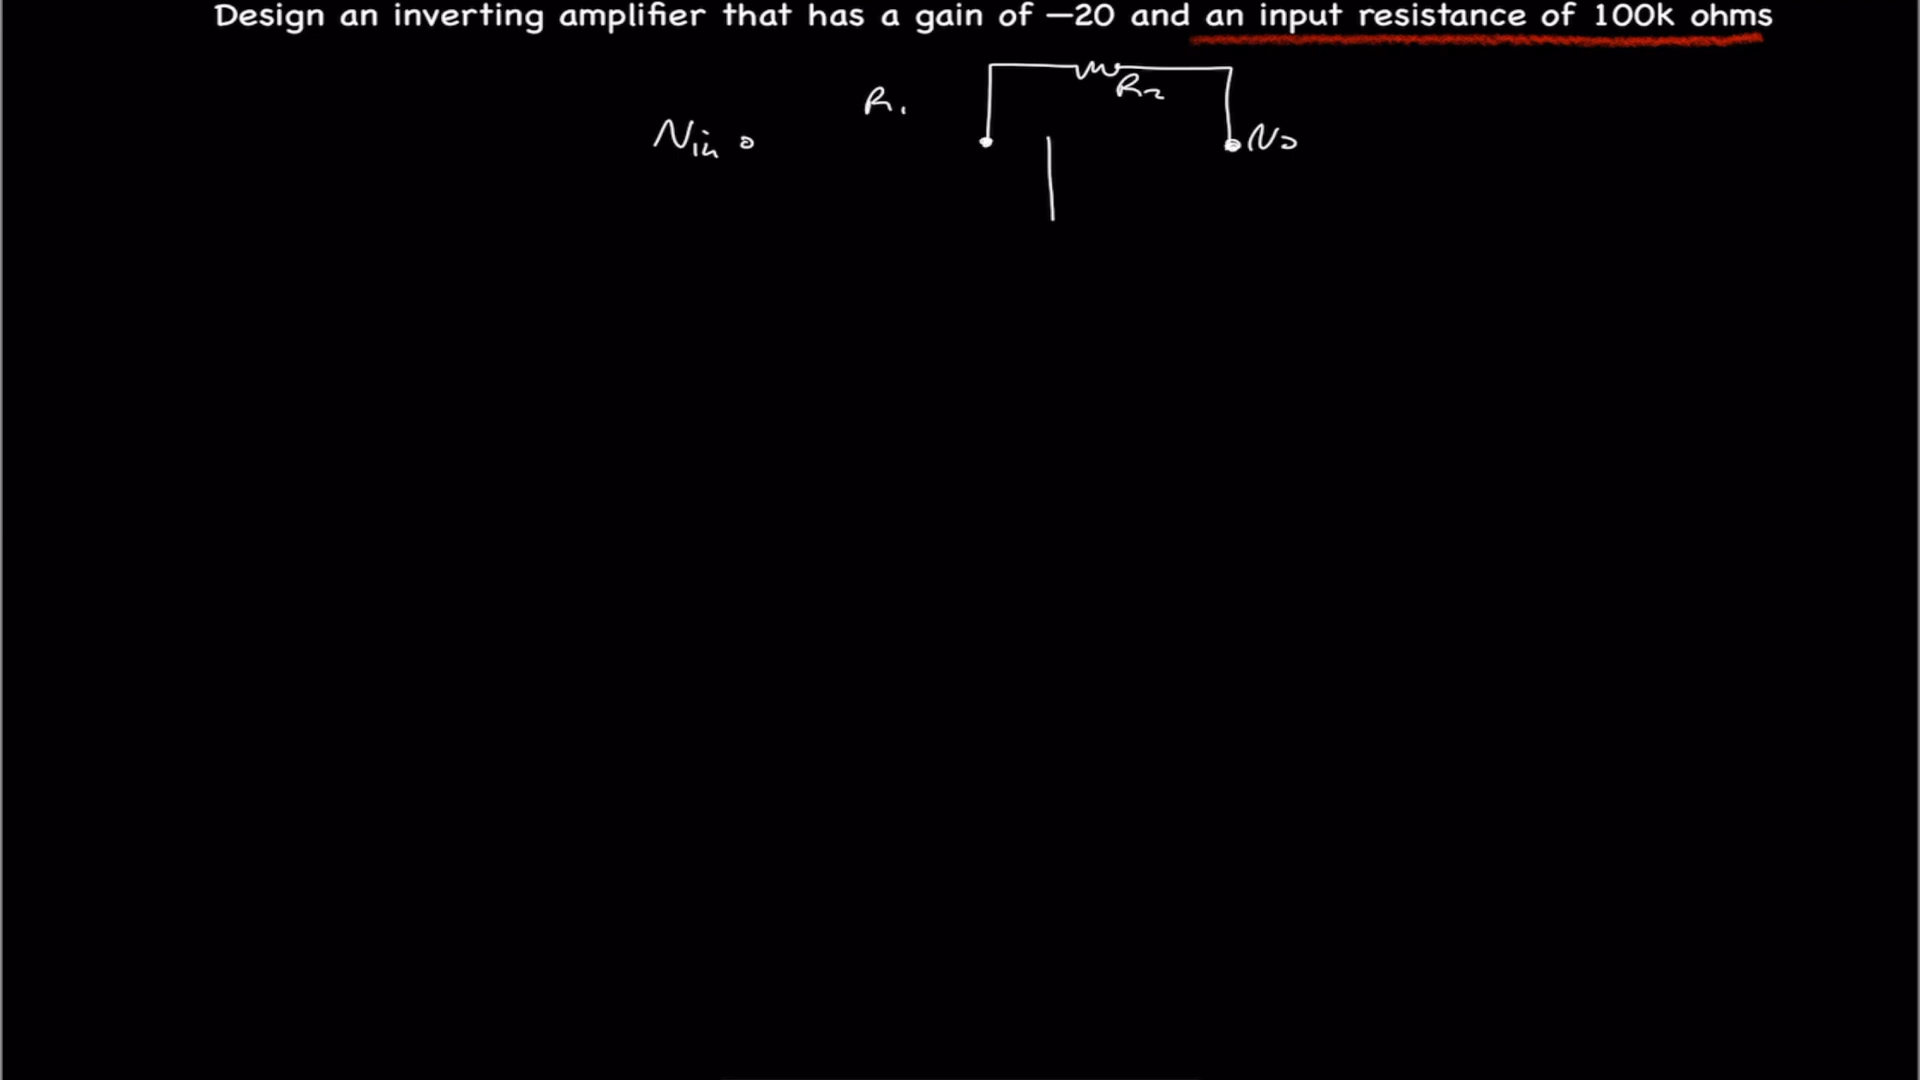 Design an inverting amplifier that has a gain of −20 and an input resistance of 100k ohms
R₂
R₁
Vin
Vo